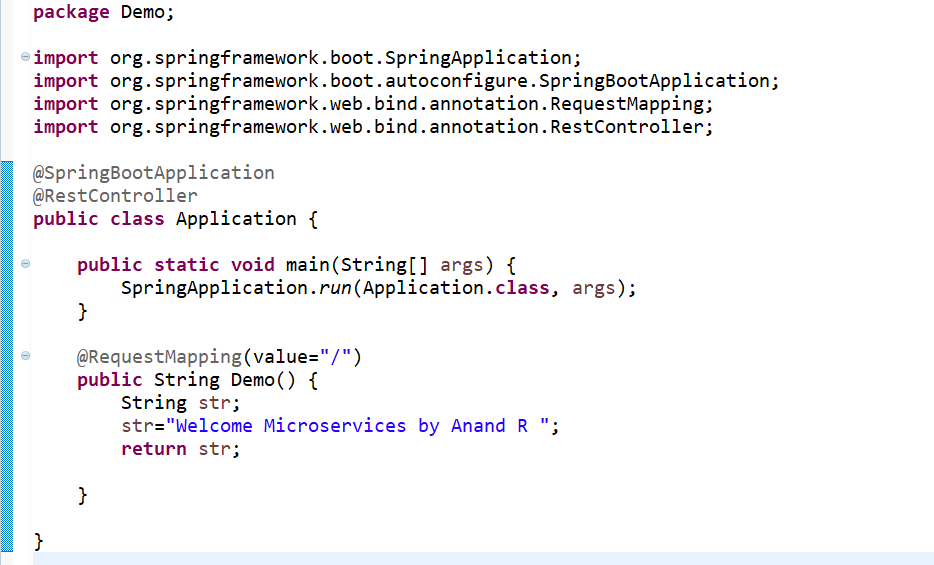 package Demo;
import org.springframework.boot.SpringApplication;
import org.springframework.boot.autoconfigure.SpringBootApplication;
import org.springframework.web.bind.annotation.RequestMapping;
import org.springframework.web.bind.annotation.RestController;
@SpringBootApplication
@RestController
public class Application {
    public static void main(String[] args) {
        SpringApplication.run(Application.class, args);
    }
    @RequestMapping(value="/")
    public String Demo() {
        String str;
        str="Welcome Microservices by Anand R ";
        return str;
    }
}